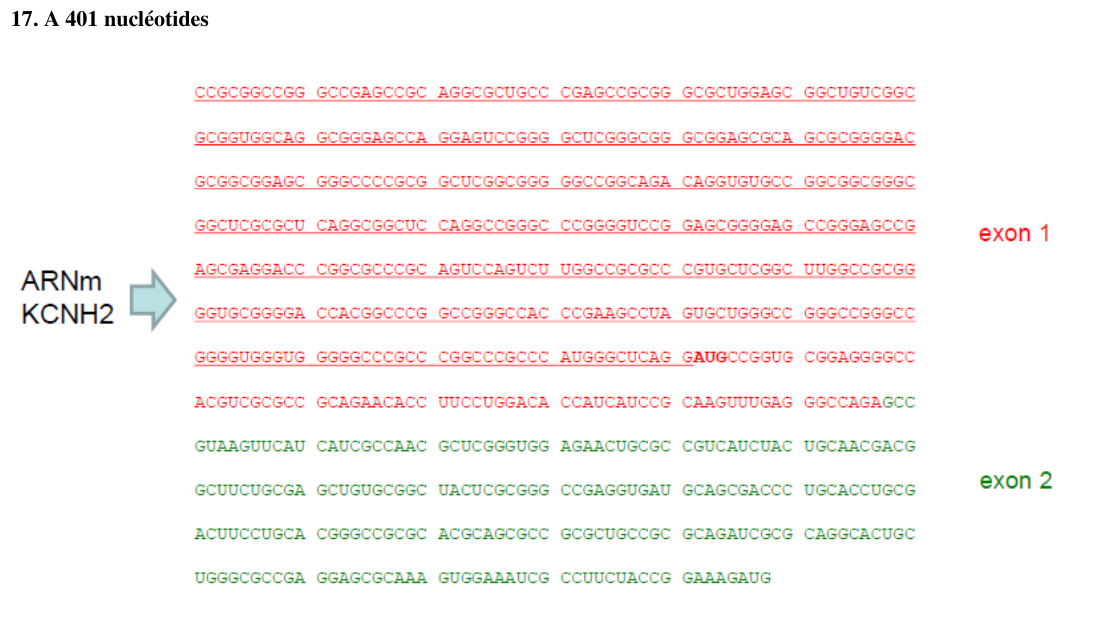 17. A 401 nucléotides
CCGCGGCCGG GCCGAGCCGC AGGCGCUGCC CGAGCCGCGG GCGCUGGAGC GGCUGUCGGC
GCGGUGGCAG GCGGGAGCCA GGAGUCCGGG GCUCGGGCGG GCGGAGCGCA GCGCGGGGAC
GCGGCGGAGC GGGCCCCGCG GCUCGGCGGG GGCCGGCAGA CAGGUGUGCC GGCGGCGGGC
GGCUCGCGCU CAGGCGGCUC CAGGCCGGGC CCGGGGUCCG GAGCGGGGAG CCGGGAGCCG
exon 1
AGCGAGGACC CGGCGCCCGC AGUCCAGUCU UGGCCGCGCC CGUGCUCGGC UUGGCCGCGG
ARNm
KCNH2
GGUGCGGGGA CCACGGCCCG GCCGGGCCAC CCGAAGCCUA GUGCUGGGCC GGGCCGGGCC
GGGGUGGGUG GGGGCCCGCC CGGCCCGCCC AUGGGCUCAG GAUGCCGGUG CGGAGGGGCC
ACGUCGCGCC GCAGAACACC UUCCUGGACA CCAUCAUCCG CAAGUUUGAG GGCCAGAGCC
GUAAGUUCAU CAUCGCCAAC GCUCGGGUGG AGAACUGCGC CGUCAUCUAC UGCAACGACG
exon 2
GCUUCUGCGA GCUGUGCGGC UACUCGCGGG CCGAGGUGAU GCAGCGACCC UGCACCUGCG
ACUUCCUGCA CGGGCCGCGC ACGCAGCGCC GCGCUGCCGC GCAGAUCGCG CAGGCACUGC
UGGGCGCCGA GGAGCGCAAA GUGGAAAUCG CCUUCUACCG GAAAGAUG